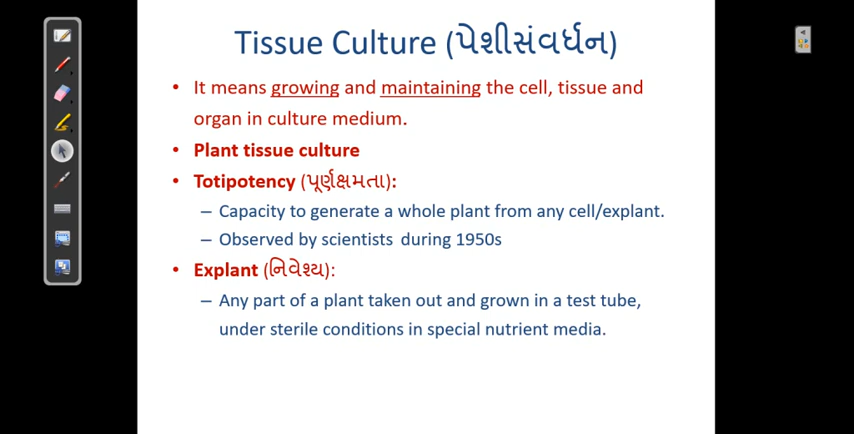 Tissue Culture (પેશીસંવર્ધન)
• It means growing and maintaining the cell, tissue and
organ in culture medium.
• Plant tissue culture
• Totipotency (પૂર્ણક્ષમતા):
– Capacity to generate a whole plant from any cell/explant.
– Observed by scientists during 1950s
• Explant (નિવેશ્ય):
– Any part of a plant taken out and grown in a test tube,
under sterile conditions in special nutrient media.